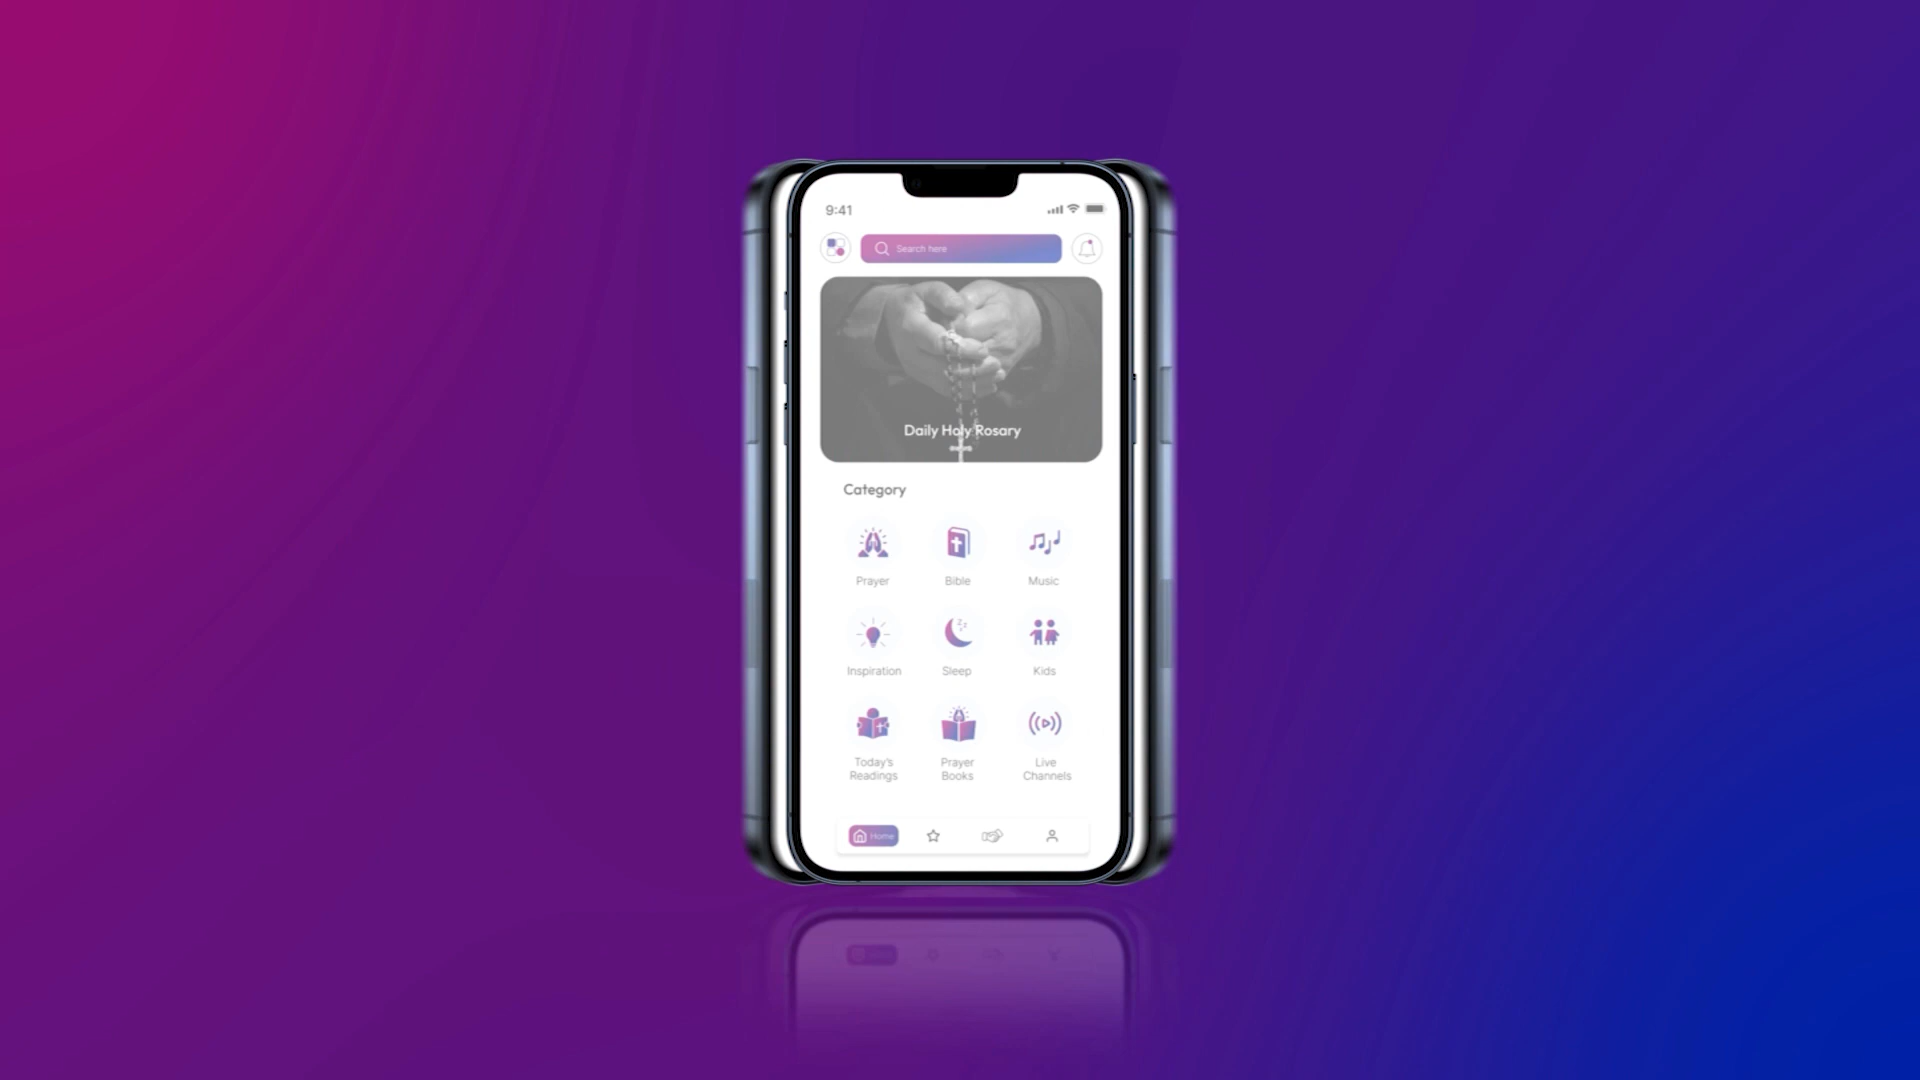 9:41
Search here
Daily Holy Rosary
Category
Prayer Bible Music
Inspiration Sleep Kids
Today's Prayer Live
Readings Books Channels
Home